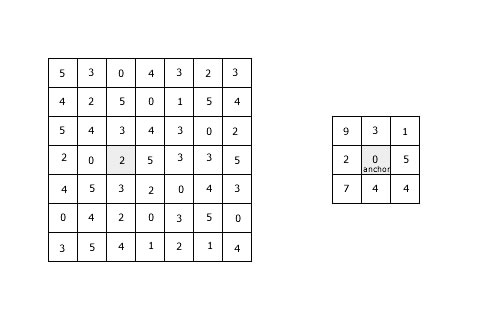 5 3 0 4 3 2 3
4 2 5 0 1 5 4
5 4 3 4 3 0 2
2 0 2 5 3 3 5
4 5 3 2 0 4 3
0 4 2 0 3 5 0
3 5 4 1 2 1 4
9 3 1
2 0 5
anchor
7 4 4